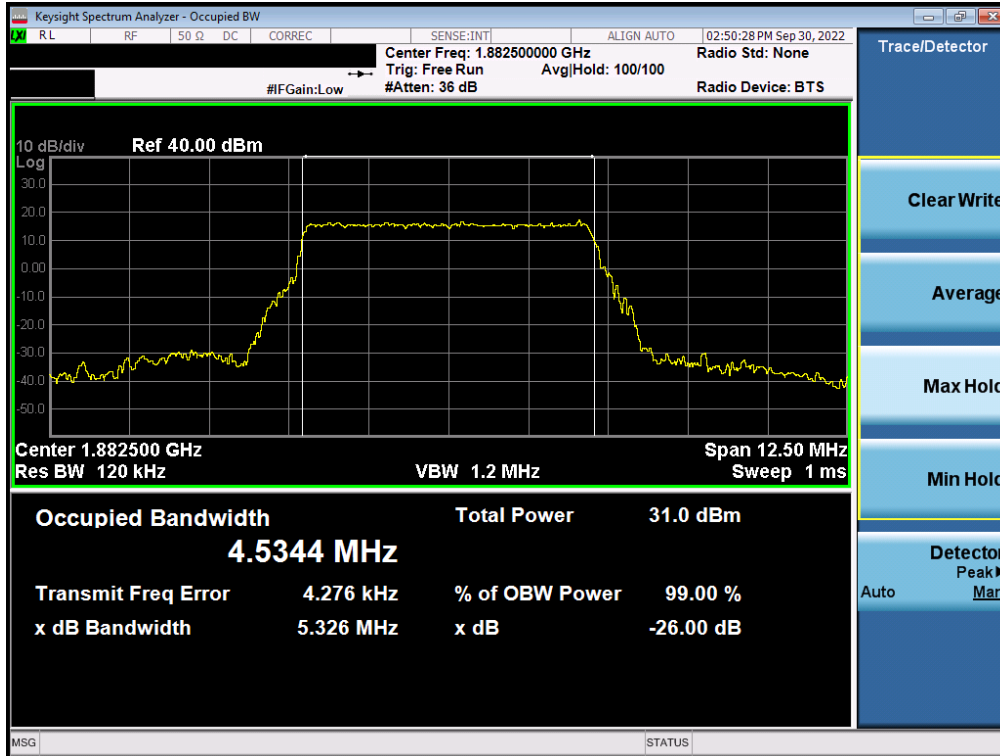 Keysight Spectrum Analyzer - Occupied BW
LXI RL RF 50 Ω DC CORREC SENSE:INT ALIGN AUTO 02:50:28 PM Sep 30, 2022
Center Freq: 1.882500000 GHz Radio Std: None
Trig: Free Run Avg|Hold: 100/100
#IFGain:Low #Atten: 36 dB Radio Device: BTS
Trace/Detector
10 dB/div Ref 40.00 dBm
Log
30.0
20.0
10.0
0.00
-10.0
-20.0
-30.0
-40.0
-50.0
Center 1.882500 GHz Span 12.50 MHz
Res BW 120 kHz VBW 1.2 MHz Sweep 1 ms
Occupied Bandwidth Total Power 31.0 dBm
4.5344 MHz
Transmit Freq Error 4.276 kHz % of OBW Power 99.00 %
x dB Bandwidth 5.326 MHz x dB -26.00 dB
Clear Write
Average
Max Hold
Min Hold
Detector
Peak
Auto Man
MSG STATUS